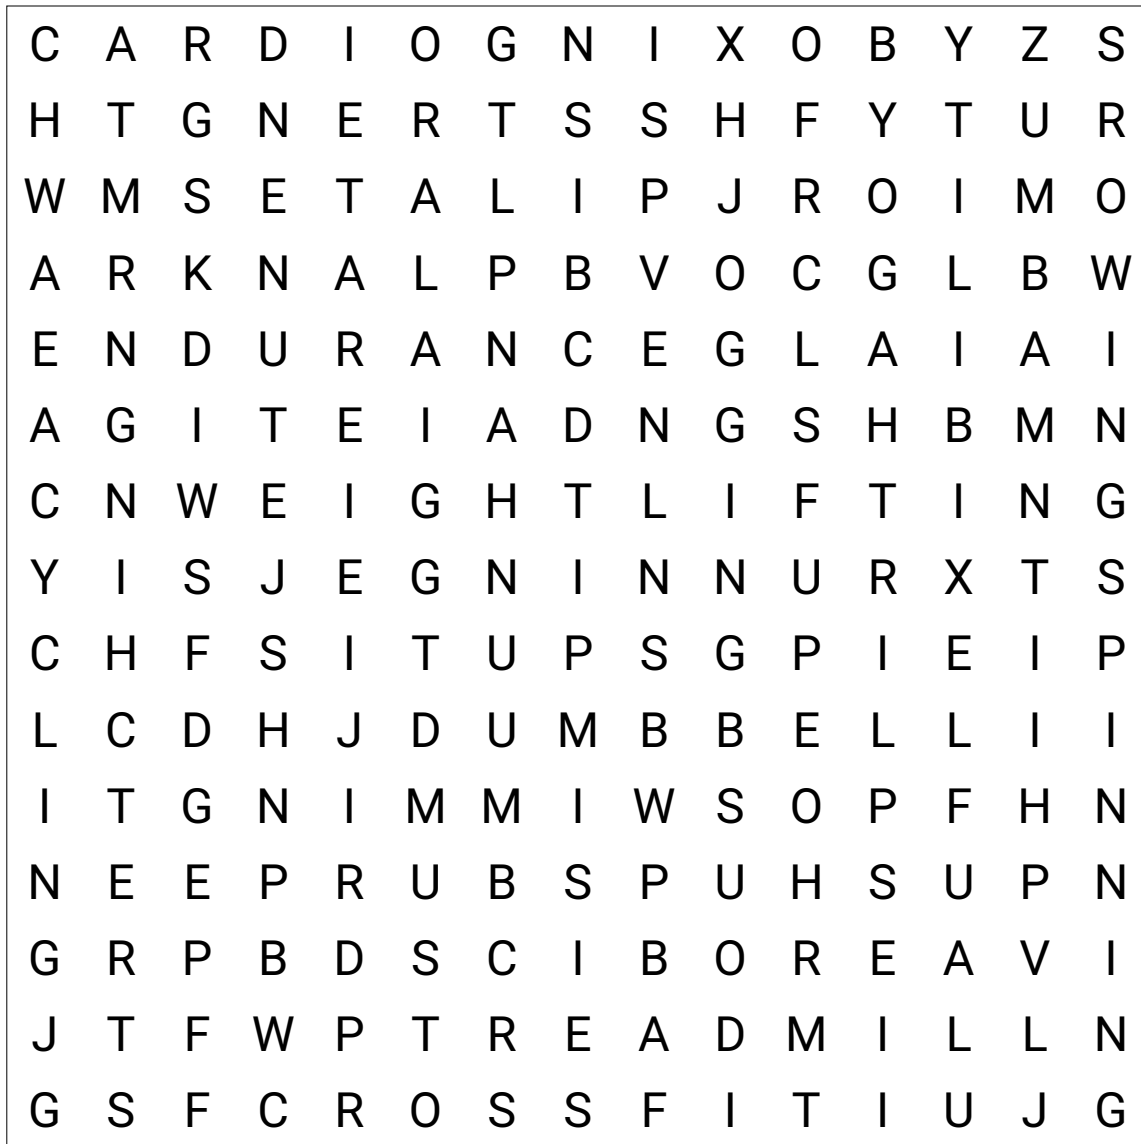 C A R D I O G N I X O B Y Z S
H T G N E R T S S H F Y T U R
W M S E T A L I P J R O I M O
A R K N A L P B V O C G L B W
E N D U R A N C E G L A I A I
A G I T E I A D N G S H B M N
C N W E I G H T L I F T I N G
Y I S J E G N I N N U R X T S
C H F S I T U P S G P I E I P
L C D H J D U M B B E L L I I
I T G N I M M I W S O P F H N
N E E P R U B S P U H S U P N
G R P B D S C I B O R E A V I
J T F W P T R E A D M I L L N
G S F C R O S S F I T I U J G